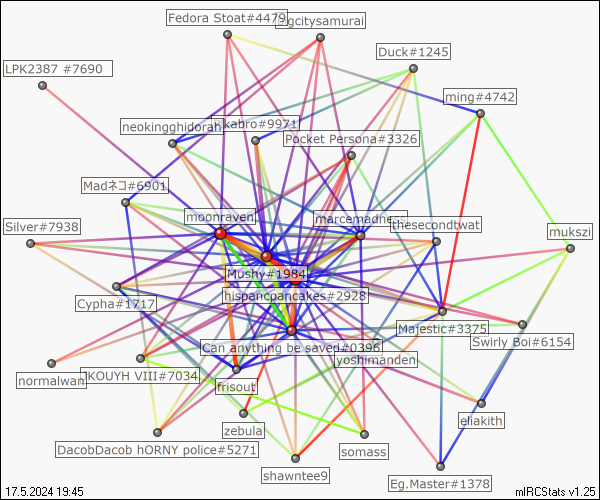 Fedora Stoat#4479
gcitysamurai
Duck#1245
LPK2387 #7690
ming#4742
neokingghidorah
kabro#9971
Pocket Persona#3326
Madネコ#6901
moonraven
marcemadne
thesecondtwat
Silver#7938
mukszi
Mushy#1984
hispanicpancakes#2928
Cypha#1717
Majestic#3375
Swirly Boi#6154
Can anything be saved#0396
yoshimanden
normalwan
KOUYH VIII#7034
frisout
eliakith
zebula
DacobDacob hORNY police#5271
somass
shawntee9
Eg.Master#1378
17.5.2024 19:45
mIRCStats v1.25